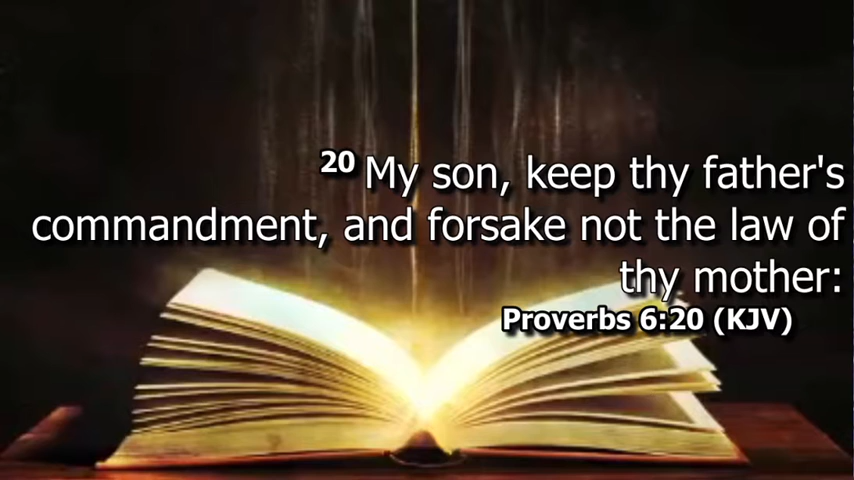 20 My son, keep thy father's
commandment, and forsake not the law of
thy mother:
Proverbs 6:20 (KJV)